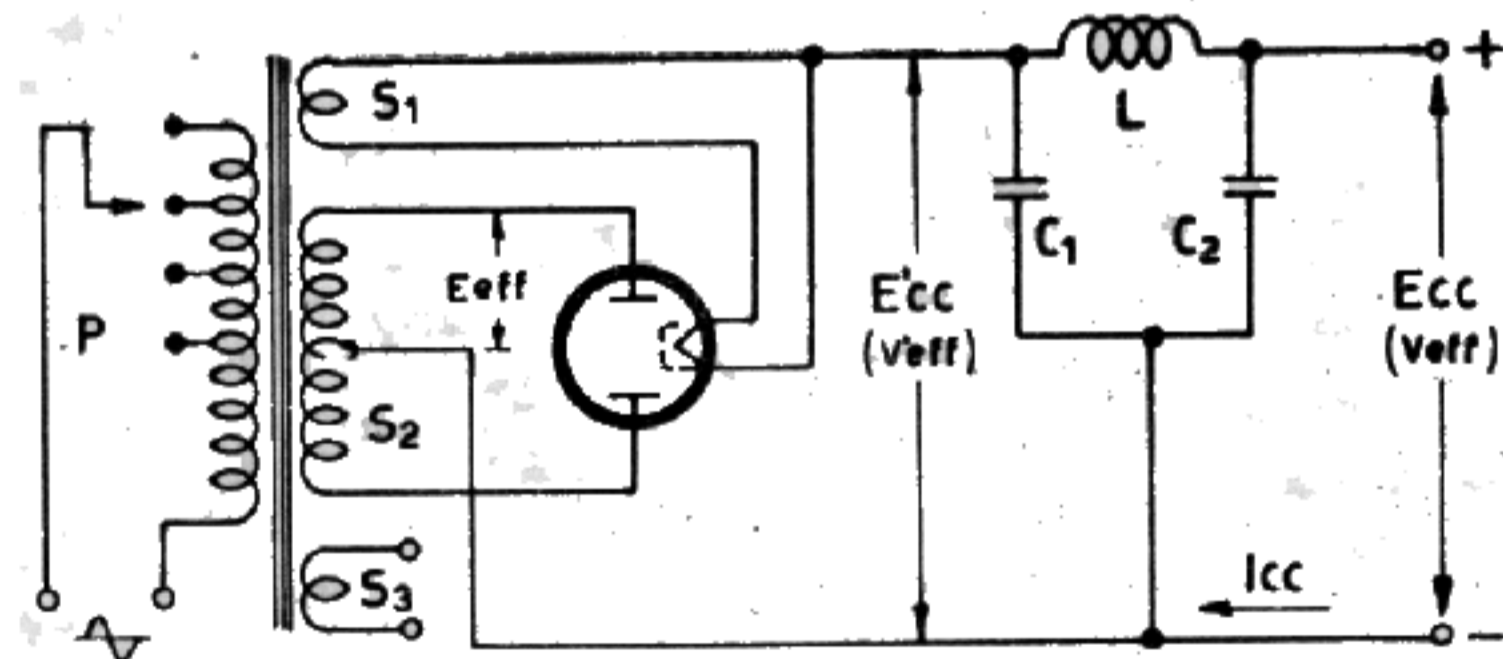 S1
+
L
C1
C2
Eeff
E'cc
(v'eff)
Ecc
(veff)
P
S2
S3
Icc
-